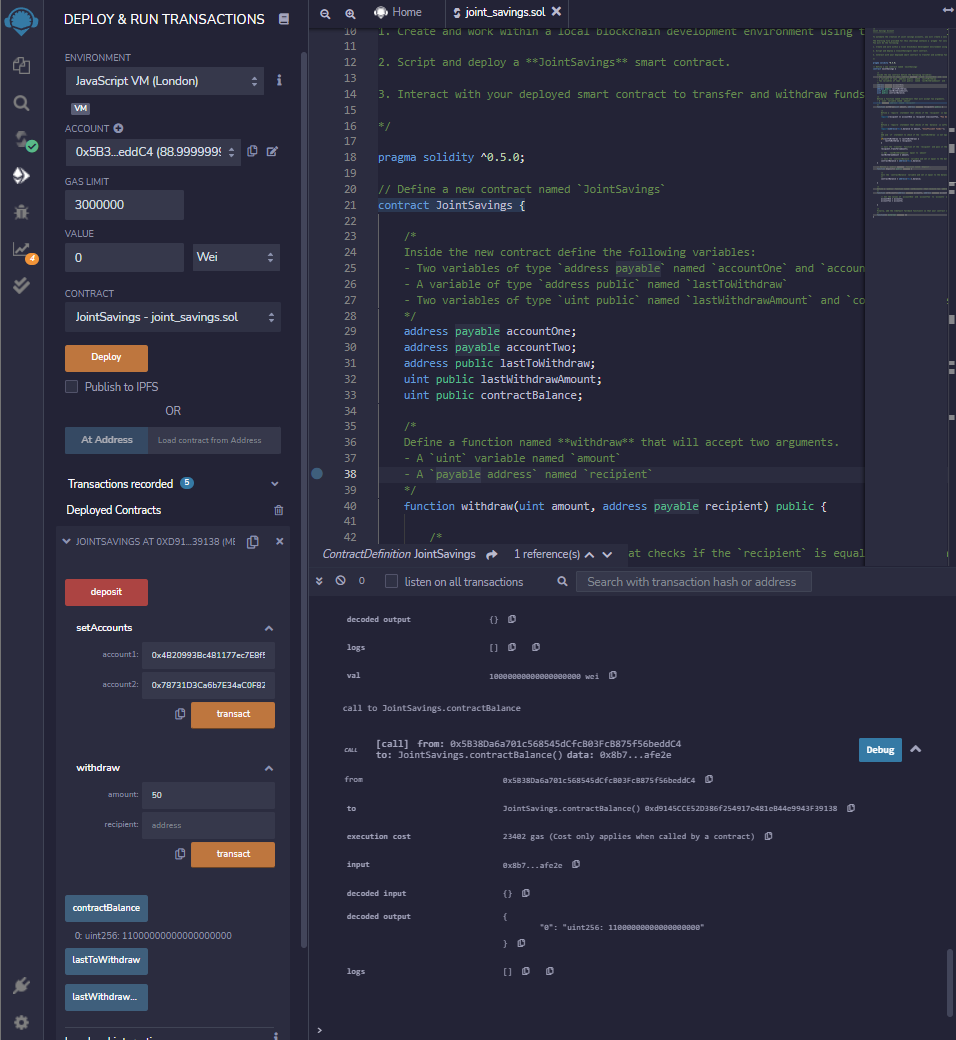 DEPLOY & RUN TRANSACTIONS
ENVIRONMENT
JavaScript VM (London)
VM
ACCOUNT
0x5B3...eddC4 (88.9999999
GAS LIMIT
3000000
VALUE
0
Wei
CONTRACT
JointSavings - joint_savings.sol
Deploy
Publish to IPFS
OR
At Address
Load contract from Address
Transactions recorded 5
Deployed Contracts
JOINTSAVINGS AT 0XD91...39138 (ME
deposit
setAccounts
account1: 0x4B20993Bc481177ec7E8f5
account2: 0x78731D3Ca6b7E34aC0F82
transact
withdraw
amount: 50
recipient: address
transact
contractBalance
0: uint256: 11000000000000000000
lastToWithdraw
lastWithdraw...
4
Home
joint_savings.sol
10 1. Create and work within a local blockchain development environment using t
11
12 2. Script and deploy a **JointSavings** smart contract.
13
14 3. Interact with your deployed smart contract to transfer and withdraw funds
15
16 */
17
18 pragma solidity ^0.5.0;
19
20 // Define a new contract named `JointSavings`
21 contract JointSavings {
22
23 /*
24 Inside the new contract define the following variables:
25 - Two variables of type `address payable` named `accountOne` and `accoun
26 - A variable of type `address public` named `lastToWithdraw`
27 - Two variables of type `uint public` named `lastWithdrawAmount` and `co
28 */
29 address payable accountOne;
30 address payable accountTwo;
31 address public lastToWithdraw;
32 uint public lastWithdrawAmount;
33 uint public contractBalance;
34
35 /*
36 Define a function named **withdraw** that will accept two arguments.
37 - A `uint` variable named `amount`
38 - A `payable address` named `recipient`
39 */
40 function withdraw(uint amount, address payable recipient) public {
41
42 /*
ContractDefinition JointSavings 1 reference(s) at checks if the `recipient` is equal
0
listen on all transactions
Search with transaction hash or address
decoded output {}
logs []
val 10000000000000000000 wei
call to JointSavings.contractBalance
CALL [call] from: 0x5B38Da6a701c568545dCfcB03FcB875f56beddC4
to: JointSavings.contractBalance() data: 0x8b7...afe2e
Debug
from 0x5B38Da6a701c568545dCfcB03FcB875f56beddC4
to JointSavings.contractBalance() 0xd9145CCE52D386f254917e481eB44e9943F39138
execution cost 23402 gas (Cost only applies when called by a contract)
input 0x8b7...afe2e
decoded input {}
decoded output {
"0": "uint256: 11000000000000000000"
}
logs []
>